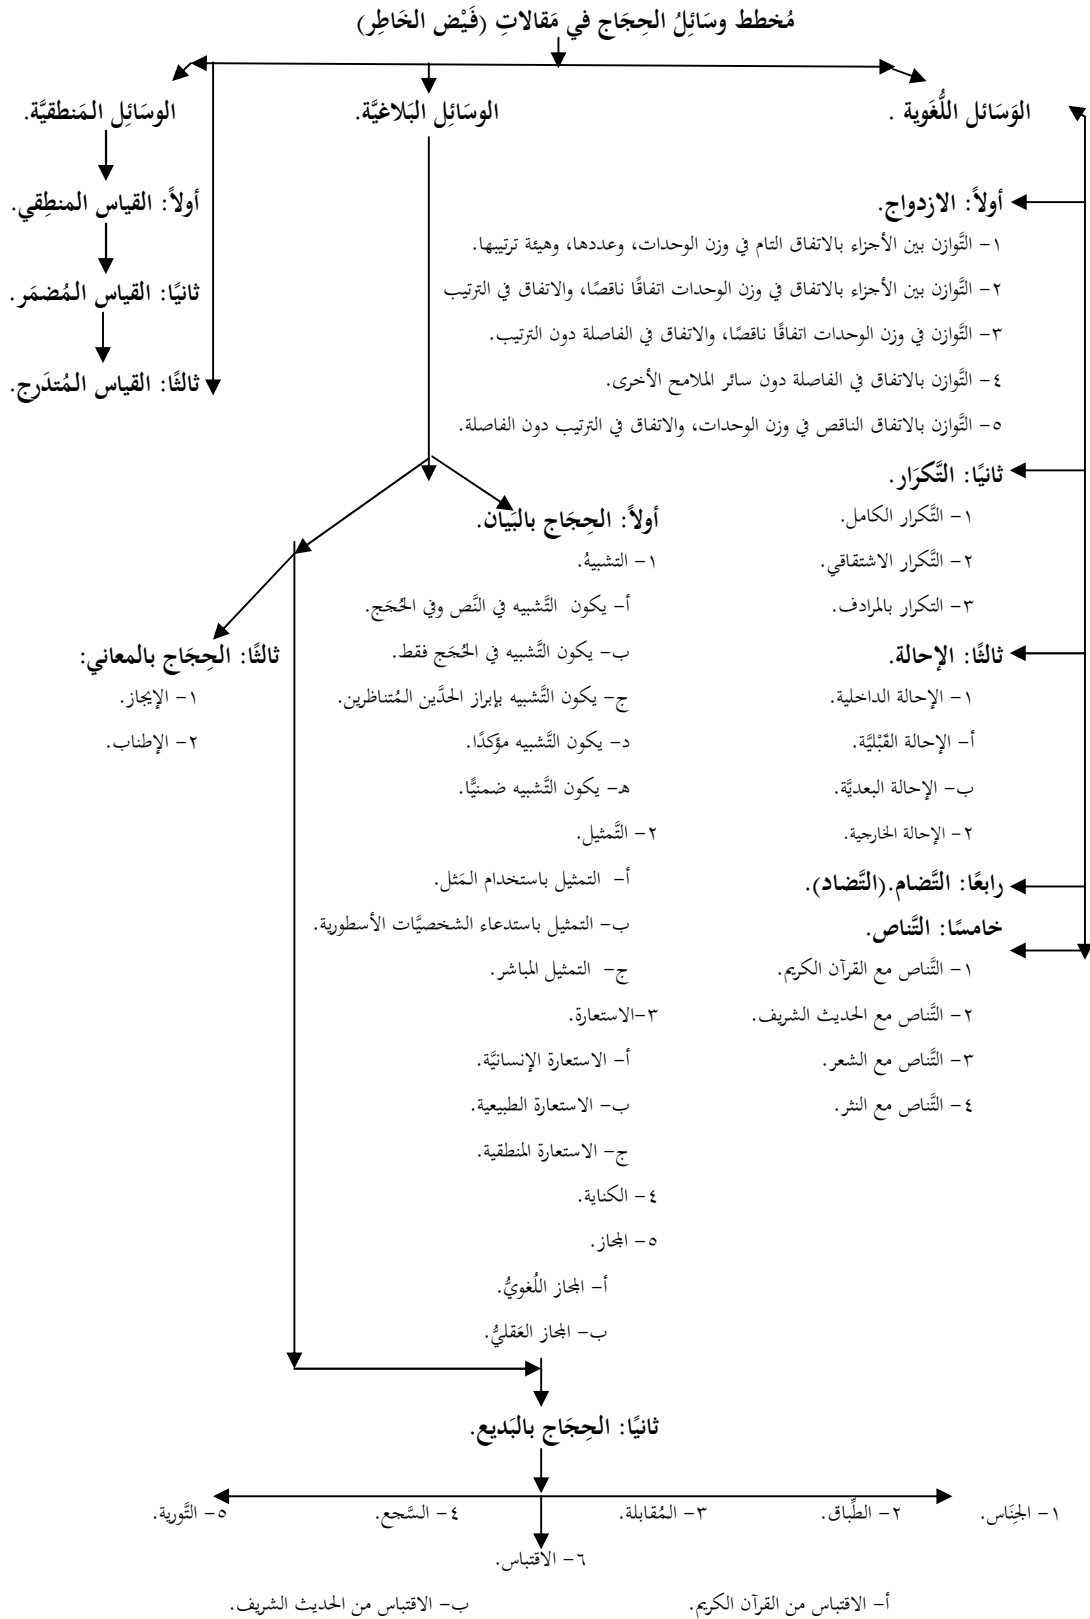 مُخطط وسَائِلُ الحِجَاج في مَقالاتِ (فَيْض الخَاطِر)
الوَسَائل اللُّغَوية .
الوسَائِل البَلاغيَّة.
الوسَائِل المَنطقيَّة.
أولاً: الازدواج.
١- التَّوازن بين الأجزاء بالاتفاق التام في وزن الوحدات، وعددها، وهيئة ترتيبها.
٢- التَّوازن بين الأجزاء بالاتفاق في وزن الوحدات اتفاقًا ناقصًا، والاتفاق في الترتيب
٣- التَّوازن في وزن الوحدات اتفاقًا ناقصًا، والاتفاق في الفاصلة دون الترتيب.
٤- التَّوازن بالاتفاق في الفاصلة دون سائر الملامح الأخرى.
٥- التَّوازن بالاتفاق الناقص في وزن الوحدات، والاتفاق في الترتيب دون الفاصلة.
ثانيًا: التَّكرَار.
١- التَّكرار الكامل.
٢- التَّكرار الاشتقاقي.
٣- التكرار بالمرادف.
ثالثًا: الإحالة.
١- الإحالة الداخلية.
أ- الإحالة القَبْليَّة.
ب- الإحالة البعديَّة.
٢- الإحالة الخارجية.
رابعًا: التَّضام.(التَّضاد).
خامسًا: التَّناص.
١- التَّناص مع القرآن الكريم.
٢- التَّناص مع الحديث الشريف.
٣- التَّناص مع الشعر.
٤- التَّناص مع النثر.
أولاً: القياس المنطِقي.
ثانيًا: القياس المُضمَر.
ثالثًا: القياس المُتدَرج.
أولاً: الحِجَاج بالبَيان.
١- التشبيهُ.
أ- يكون التَّشبيه في النَّص وفي الحُجَج.
ب- يكون التَّشبيه في الحُجَج فقط.
ج- يكون التَّشبيه بإبراز الحدَّين المُتناظرين.
د- يكون التَّشبيه مؤكدًا.
هـ- يكون التَّشبيه ضمنيًّا.
٢- التَّمثيل.
أ- التمثيل باستخدام المَثل.
ب- التمثيل باستدعاء الشخصيَّات الأسطورية.
ج- التمثيل المباشر.
٣-الاستعارة.
أ- الاستعارة الإنسانيَّة.
ب- الاستعارة الطبيعية.
ج- الاستعارة المنطقية.
٤- الكناية.
٥- المجاز.
أ- المجاز اللُغويُّ.
ب- المجاز العَقليُّ.
ثالثًا: الحِجَاج بالمعاني:
١- الإيجاز.
٢- الإطناب.
ثانيًا: الحِجَاج بالبَديع.
١- الجِنَاس.
٢- الطِّباق.
٣- المُقابلة.
٤- السَّجع.
٥- التَّورية.
٦- الاقتباس.
أ- الاقتباس من القرآن الكريم.
ب- الاقتباس من الحديث الشريف.